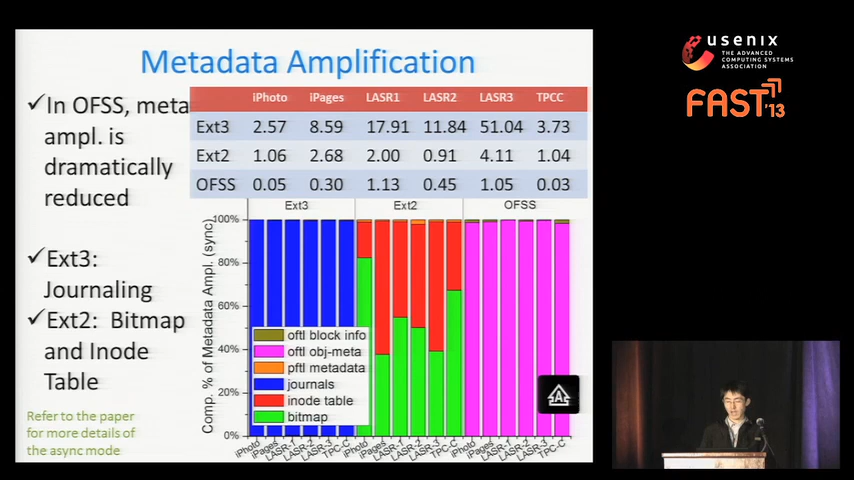 Metadata Amplification
✓In OFSS, meta
ampl. is
dramatically
reduced
✓Ext3:
Journaling
✓Ext2: Bitmap
and Inode
Table
Refer to the paper
for more details of
the async mode
iPhoto iPages LASR1 LASR2 LASR3 TPCC
Ext3 2.57 8.59 17.91 11.84 51.04 3.73
Ext2 1.06 2.68 2.00 0.91 4.11 1.04
OFSS 0.05 0.30 1.13 0.45 1.05 0.03
Ext3 Ext2 OFSS
Comp. % of Metadata Ampl. (sync)
100%
80%
60%
40%
20%
0%
oftl block info
oftl obj-meta
pftl metadata
journals
inode table
bitmap
iPhoto iPages LASR-1 LASR-2 LASR-3 TPC-C iPhoto iPages LASR-1 LASR-2 LASR-3 TPC-C iPhoto iPages LASR-1 LASR-2 LASR-3 TPC-C
A
usenix
THE ADVANCED
COMPUTING SYSTEMS
ASSOCIATION
FAST'13